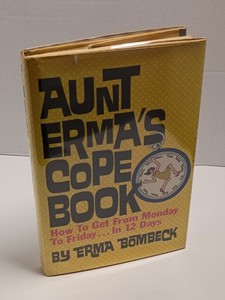 AUNT
ERMA'S
COPE
BOOK
How To Get From Monday
To Friday... In 12 Days
BY ERMA BOMBECK